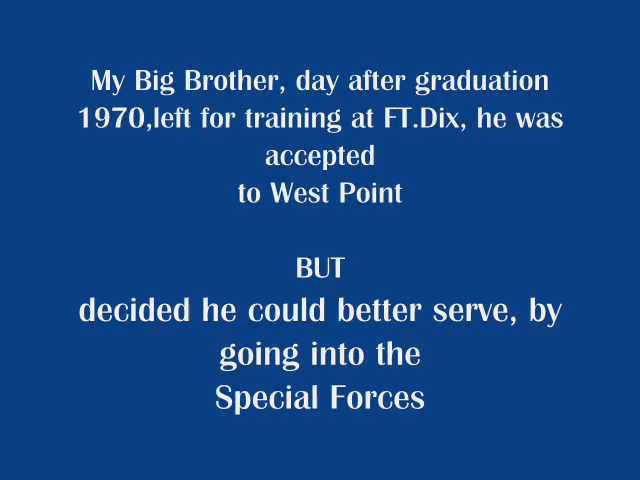 My Big Brother, day after graduation
1970,left for training at FT.Dix, he was
accepted
to West Point
BUT
decided he could better serve, by
going into the
Special Forces